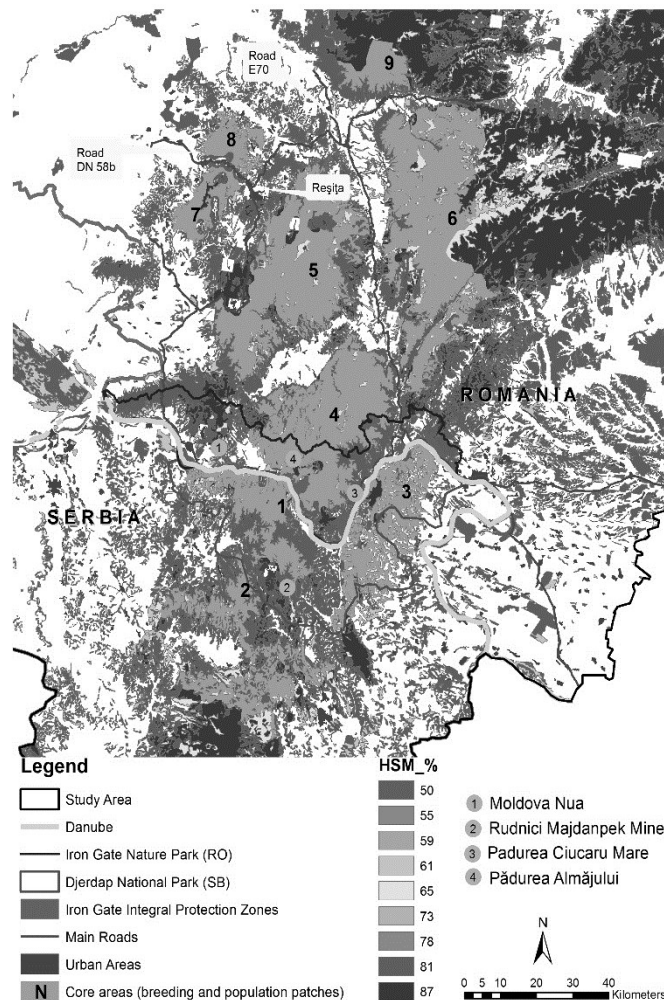 Road
E70
9
8
Road
DN 58b
Reşiţa
7
6
5
ROMANIA
4
1
4
3
3
1
SERBIA
2
2
Legend
Study Area
Danube
Iron Gate Nature Park (RO)
Djerdap National Park (SB)
Iron Gate Integral Protection Zones
Main Roads
Urban Areas
N Core areas (breeding and population patches)
HSM_%
50
55
59
61
65
73
78
81
87
1 Moldova Nua
2 Rudnici Majdanpek Mine
3 Padurea Ciucaru Mare
4 Pădurea Almăjului
N
0 5 10 20 30 40
Kilometers